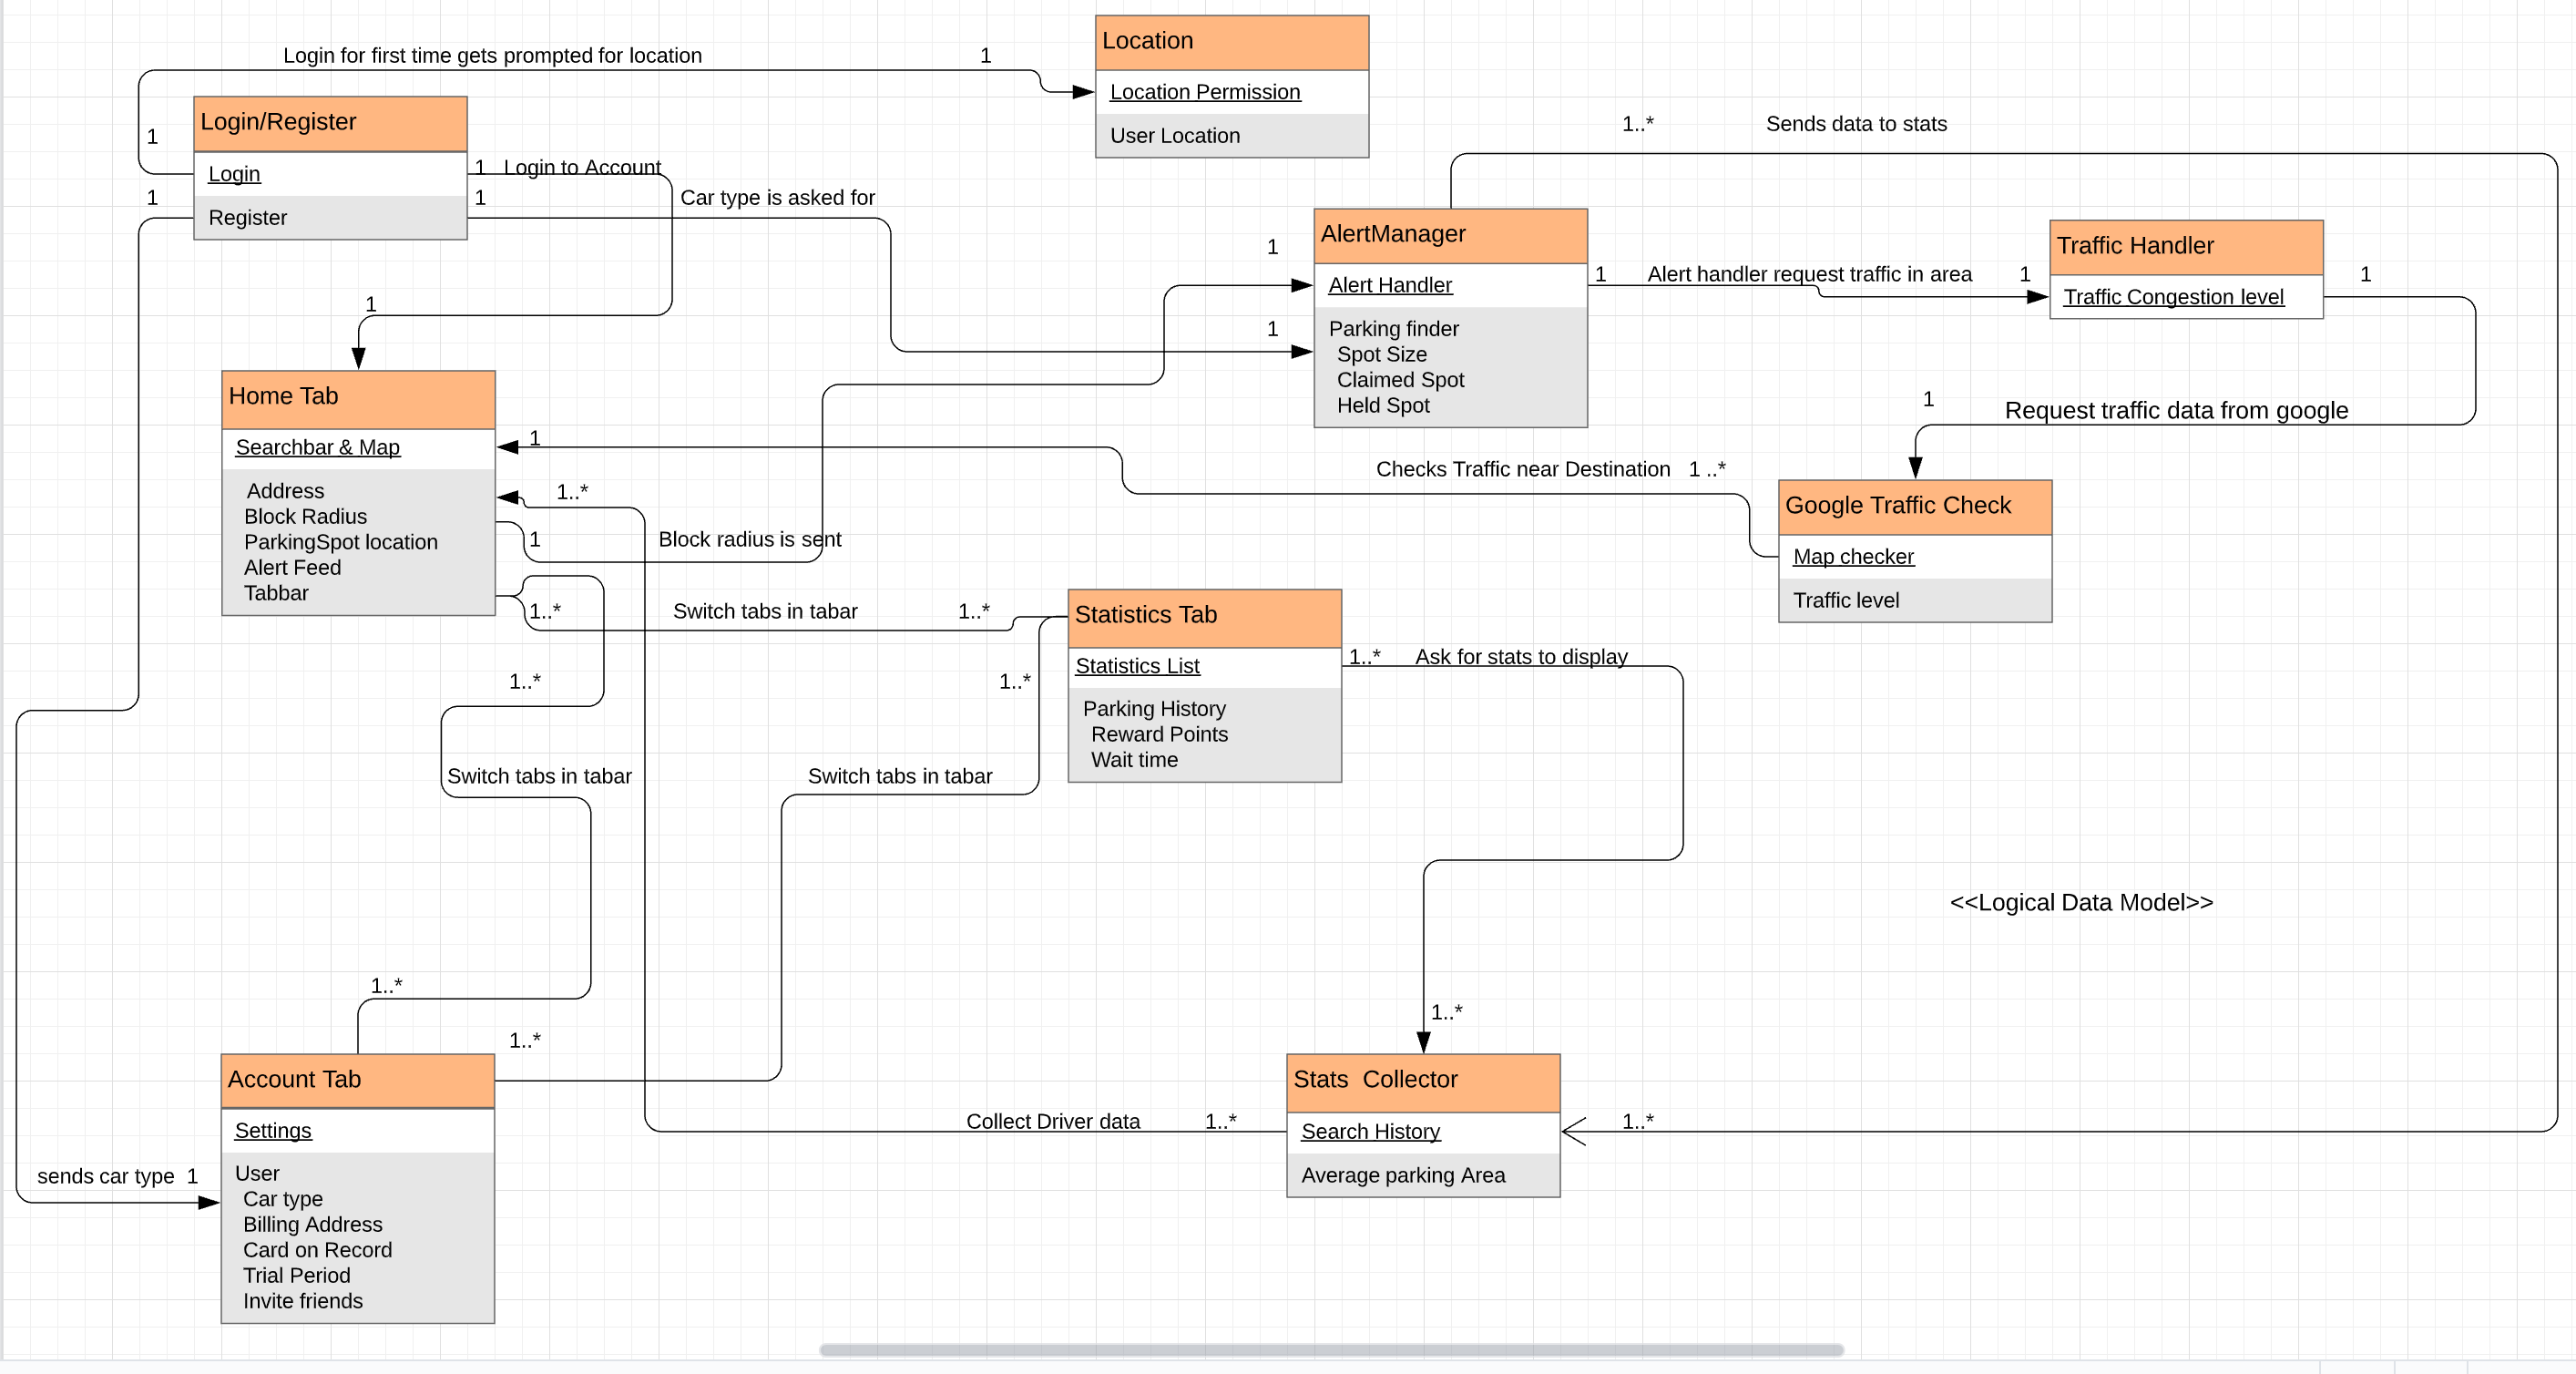 Location
Location Permission
User Location
Login for first time gets prompted for location
1
1
Login/Register
Login
Register
1
1 Login to Account
1
Car type is asked for
1
1..*
Sends data to stats
1
1
AlertManager
Alert Handler
Parking finder
Spot Size
Claimed Spot
Held Spot
1 Alert handler request traffic in area 1
Traffic Handler
Traffic Congestion level
1
1
Request traffic data from google
Home Tab
Searchbar & Map
Address
Block Radius
ParkingSpot location
Alert Feed
Tabbar
1
Checks Traffic near Destination 1 ..*
1..*
1
Block radius is sent
Google Traffic Check
Map checker
Traffic level
1..*
Switch tabs in tabar
1..*
Statistics Tab
Statistics List
Parking History
Reward Points
Wait time
1..*
Ask for stats to display
1..*
1..*
Switch tabs in tabar
Switch tabs in tabar
<<Logical Data Model>>
1..*
1..*
1..*
Account Tab
Settings
User
Car type
Billing Address
Card on Record
Trial Period
Invite friends
sends car type 1
Collect Driver data
1..*
Stats Collector
Search History
Average parking Area
1..*